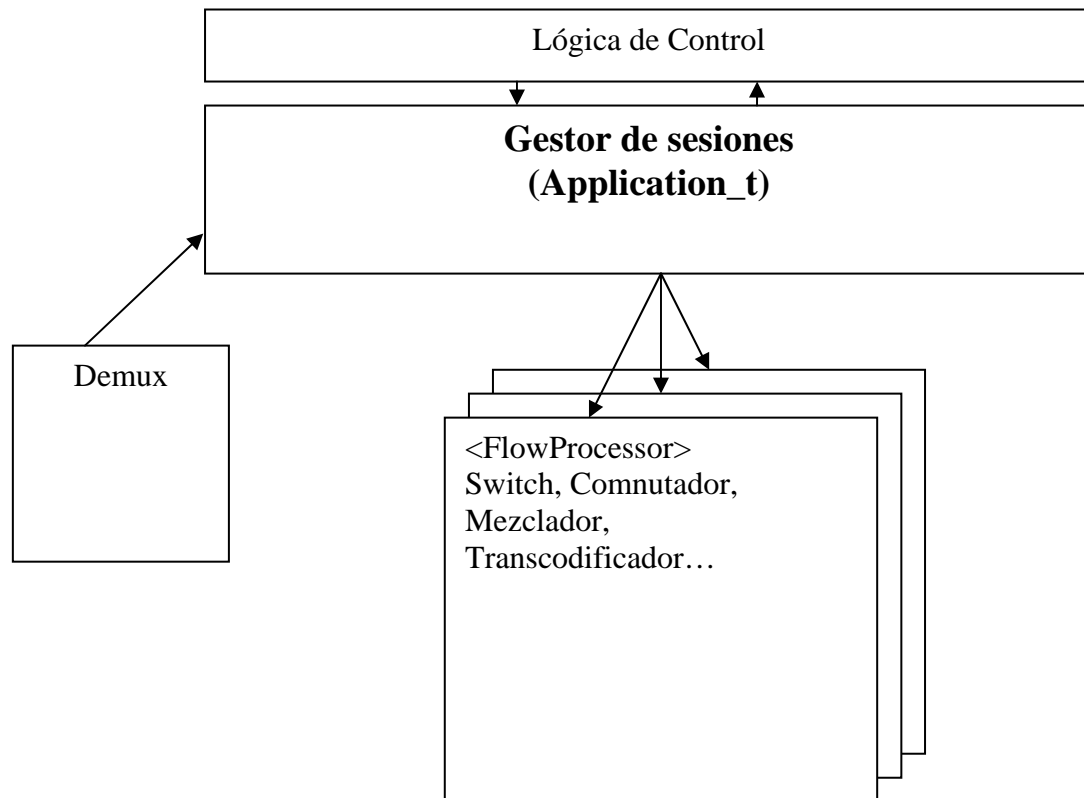 Lógica de Control
Gestor de sesiones
(Application_t)
Demux
<FlowProcessor>
Switch, Comnutador,
Mezclador,
Transcodificador…